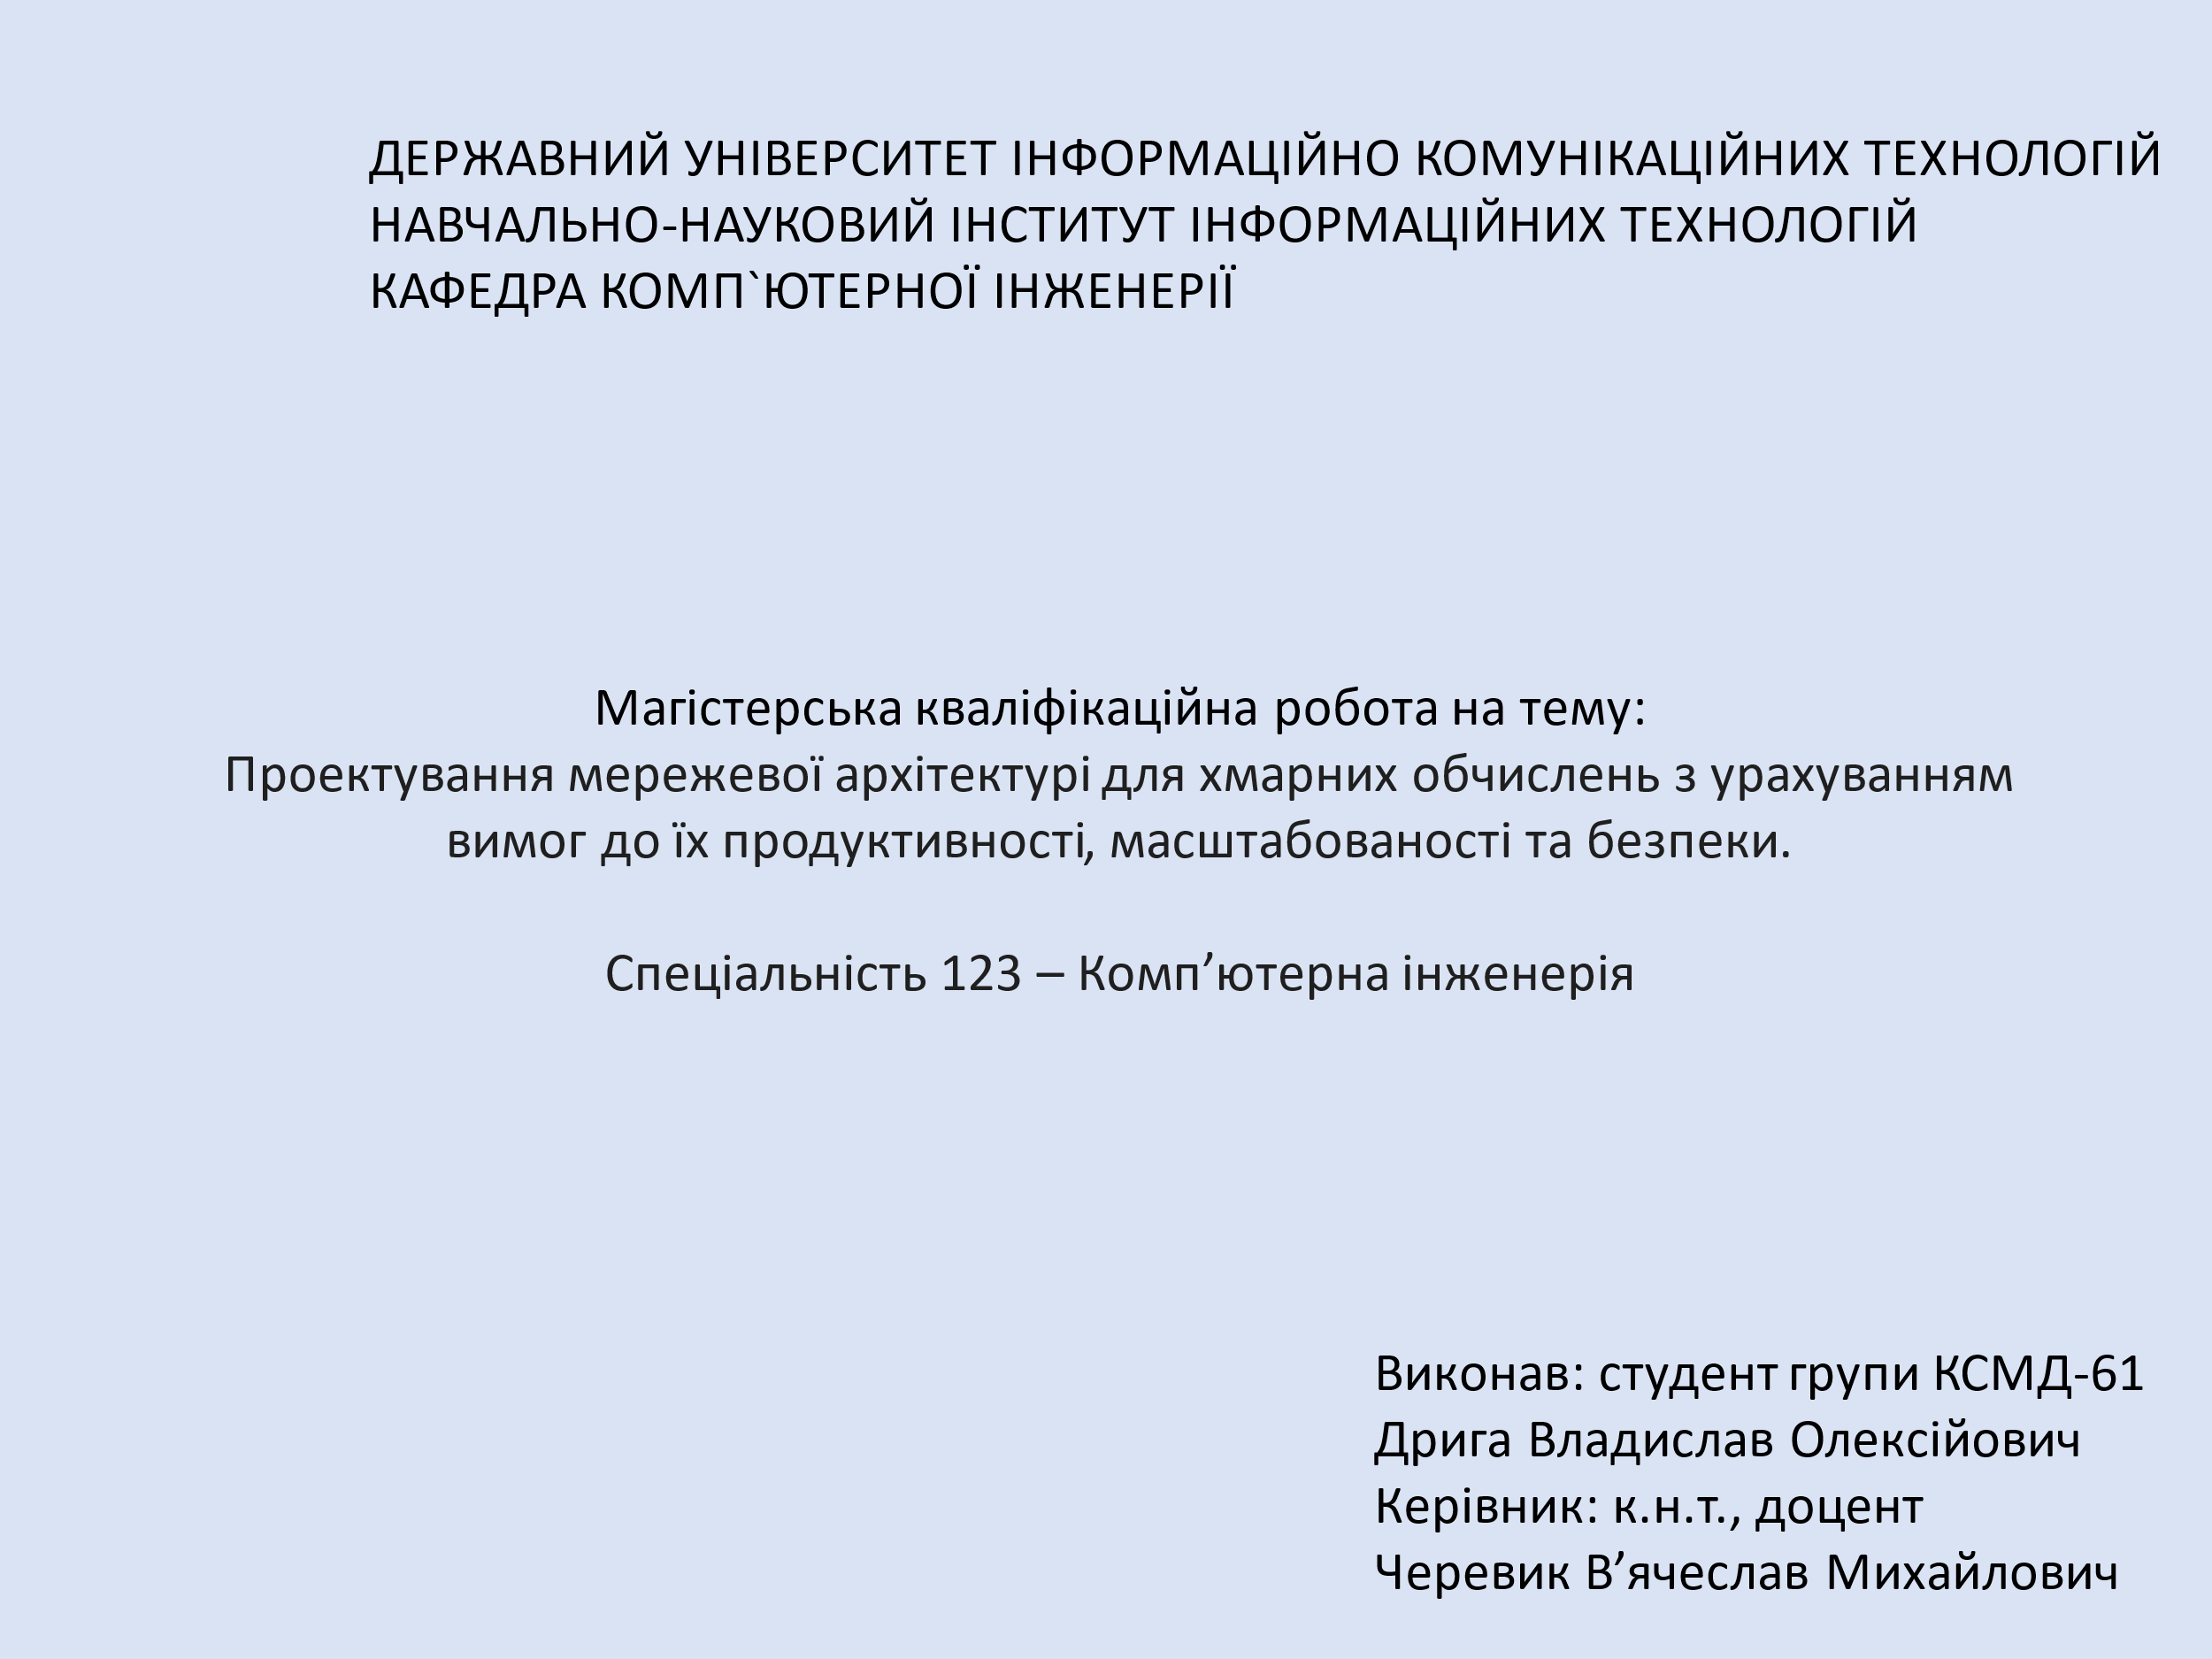 ДЕРЖАВНИЙ УНІВЕРСИТЕТ ІНФОРМАЦІЙНО КОМУНІКАЦІЙНИХ ТЕХНОЛОГІЙ
НАВЧАЛЬНО-НАУКОВИЙ ІНСТИТУТ ІНФОРМАЦІЙНИХ ТЕХНОЛОГІЙ
КАФЕДРА КОМП`ЮТЕРНОЇ ІНЖЕНЕРІЇ
Магістерська кваліфікаційна робота на тему:
Проектування мережевої архітектурі для хмарних обчислень з урахуванням
вимог до їх продуктивності, масштабованості та безпеки.
Спеціальність 123 – Комп’ютерна інженерія
Виконав: студент групи КСМД-61
Дрига Владислав Олексійович
Керівник: к.н.т., доцент
Черевик В’ячеслав Михайлович